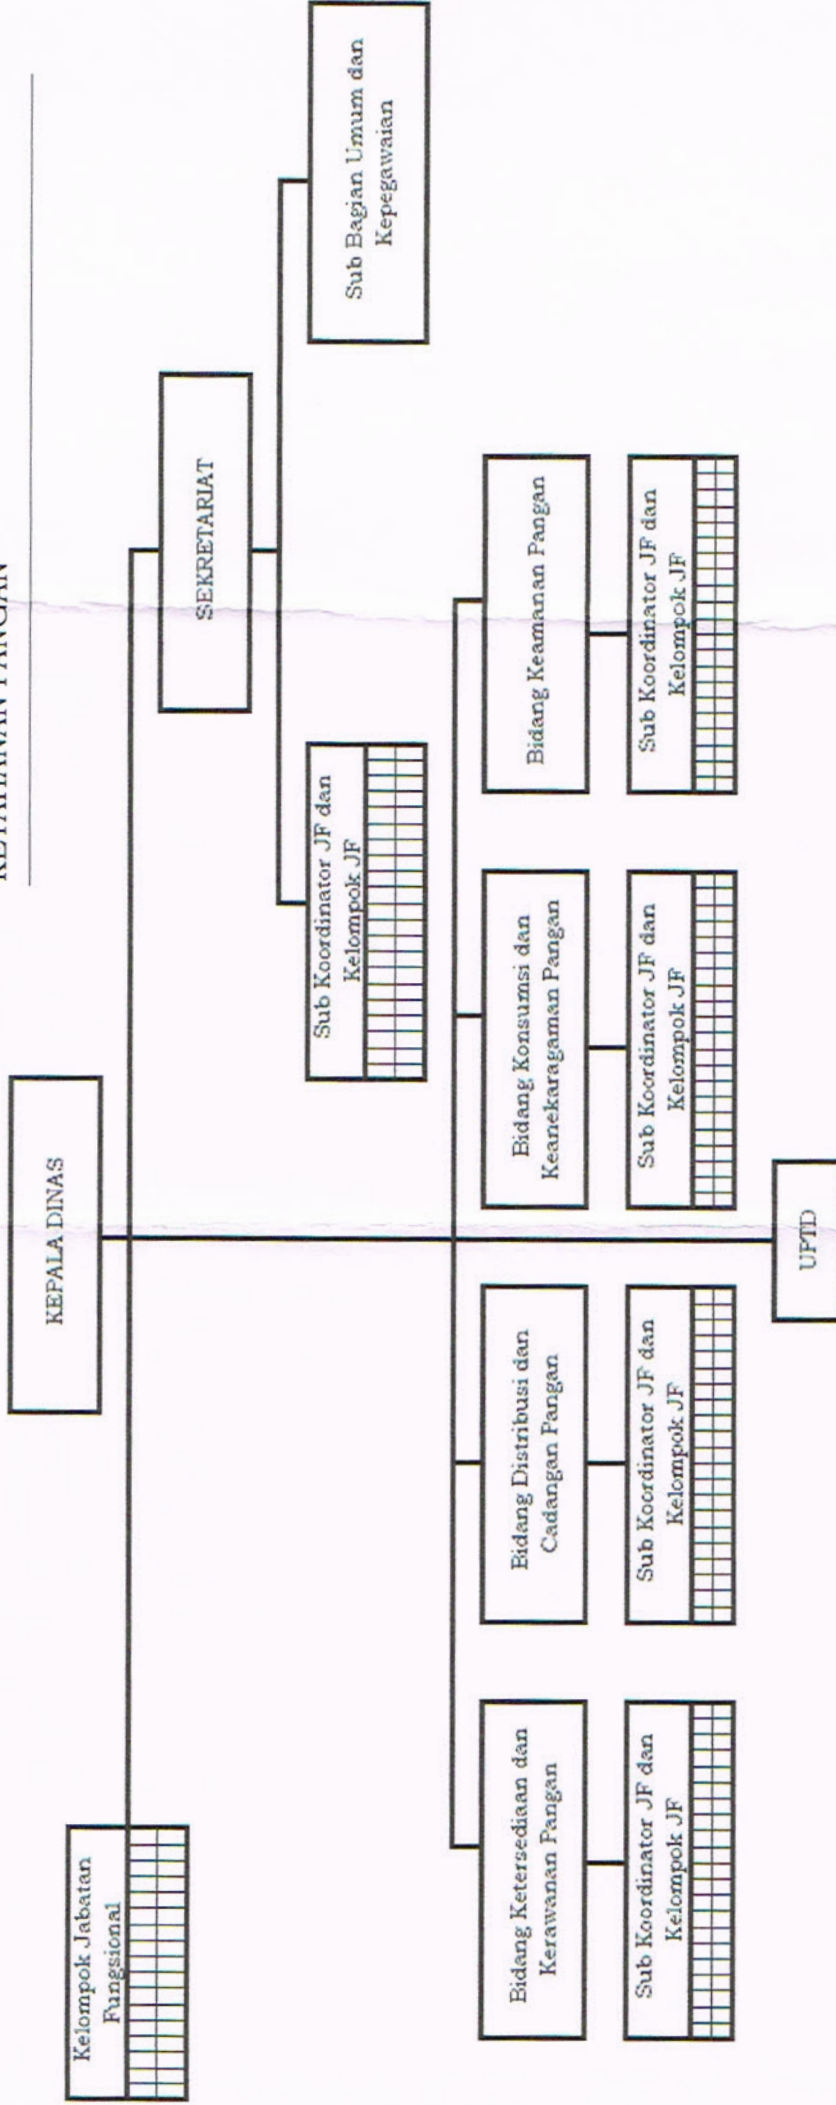 KETAHANAN PANGAN
KEPALA DINAS
Kelompok Jabatan
Fungsional
SEKRETARIAT
Sub Koordinator JF dan
Kelompok JF
Sub Bagian Umum dan
Kepegawaian
Bidang Ketersediaan dan
Kerawanan Pangan
Bidang Distribusi dan
Cadangan Pangan
Bidang Konsumsi dan
Keanekaragaman Pangan
Bidang Keamanan Pangan
Sub Koordinator JF dan
Kelompok JF
Sub Koordinator JF dan
Kelompok JF
Sub Koordinator JF dan
Kelompok JF
Sub Koordinator JF dan
Kelompok JF
UPTD